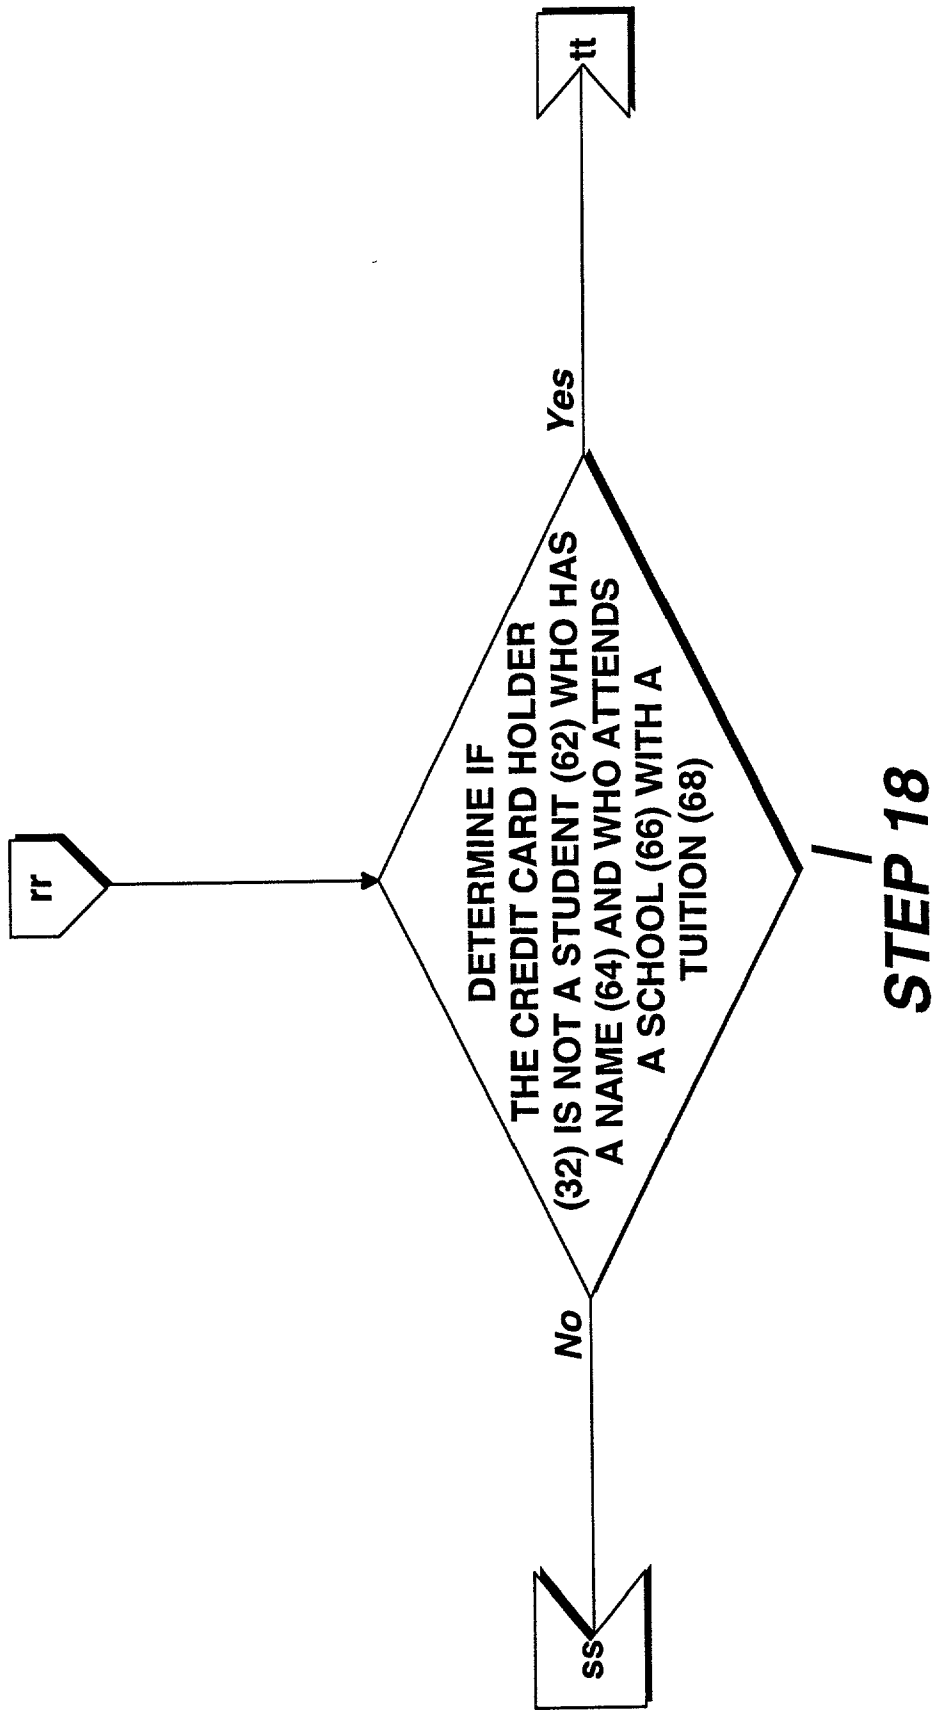 rr
DETERMINE IF
THE CREDIT CARD HOLDER
(32) IS NOT A STUDENT (62) WHO HAS
A NAME (64) AND WHO ATTENDS
A SCHOOL (66) WITH A
TUITION (68)
No
Yes
ss
tt
STEP 18